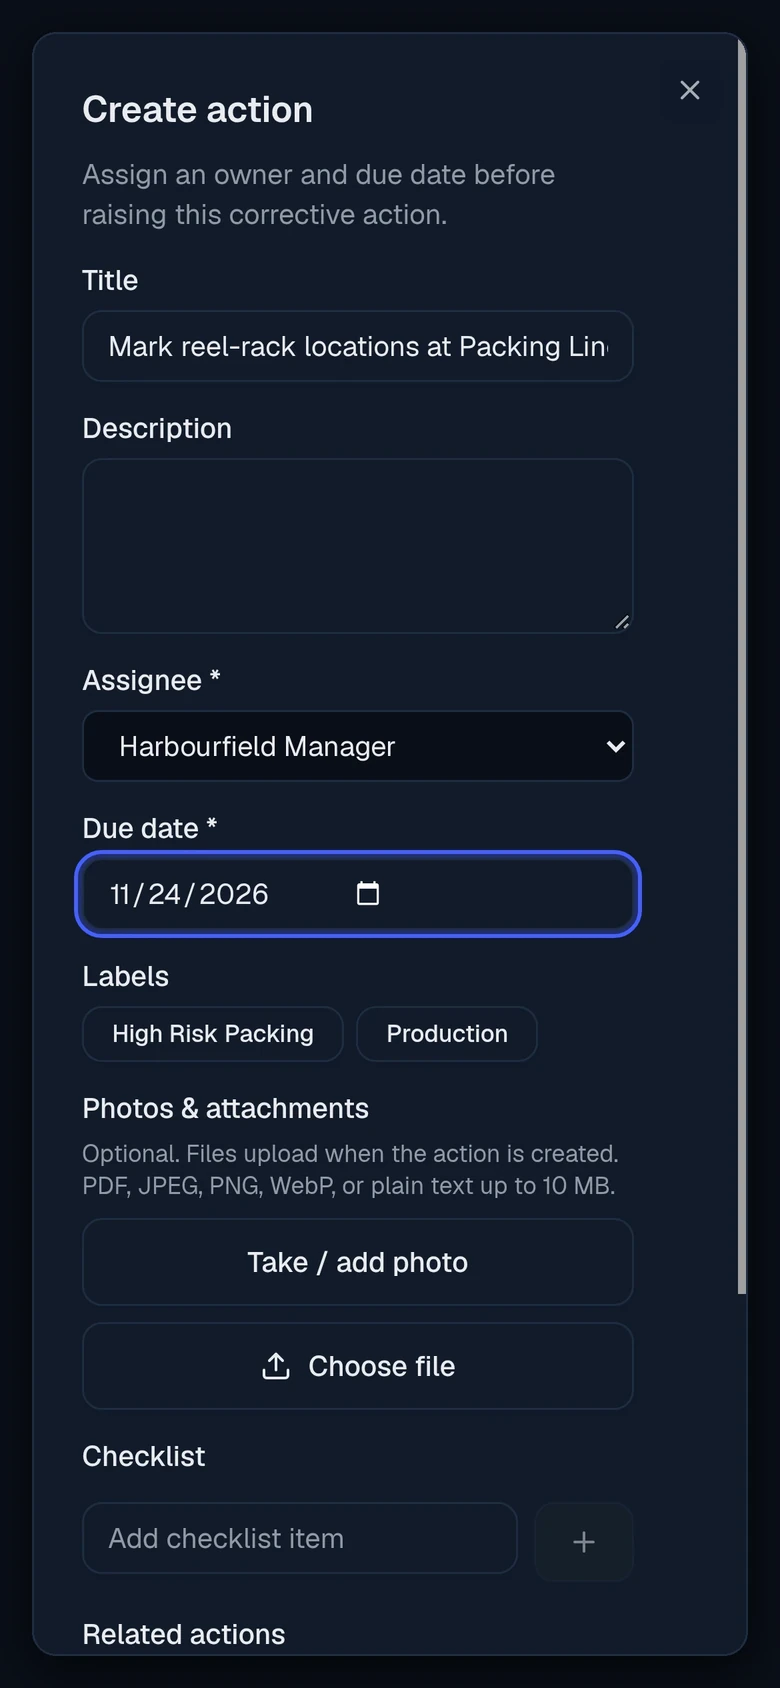 Create action
Assign an owner and due date before
raising this corrective action.
Title
Mark reel-rack locations at Packing
Description
Assignee *
Harbourfield Manager
Due date *
11/24/2026
Labels
High Risk Packing
Production
Photos & attachments
Optional. Files upload when the action is created.
PDF, JPEG, PNG, WebP, or plain text up to 10 MB.
Take / add photo
Choose file
Checklist
Add checklist item
+
Related actions